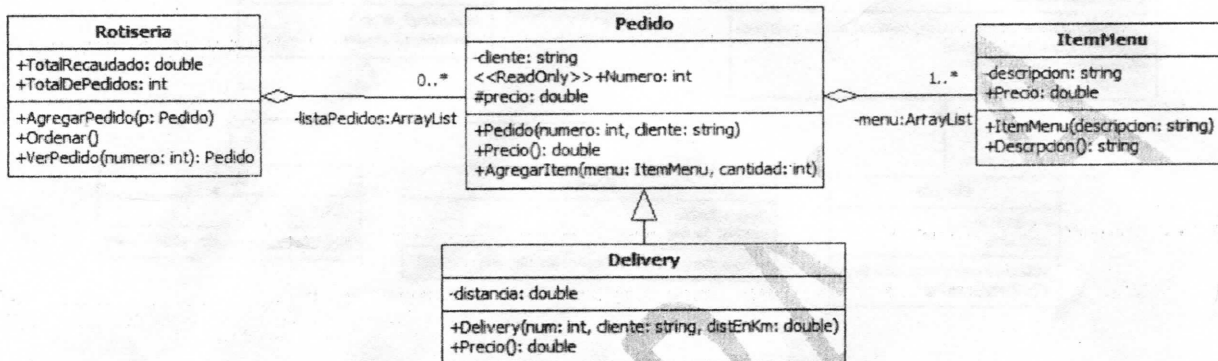 Rotiseria
+TotalRecaudado: double
+TotalDePedidos: int
+AgregarPedido(p: Pedido)
+Ordenar()
+VerPedido(numero: int): Pedido
0..*
-listaPedidos:ArrayList
Pedido
-cliente: string
<<ReadOnly>> +Numero: int
#precio: double
+Pedido(numero: int, cliente: string)
+Precio(): double
+AgregarItem(menu: ItemMenu, cantidad: int)
1..*
-menu:ArrayList
ItemMenu
-descripcion: string
+Precio: double
+ItemMenu(descripcion: string)
+Descrpcion(): string
Delivery
-distancia: double
+Delivery(num: int, cliente: string, distEnKm: double)
+Precio(): double